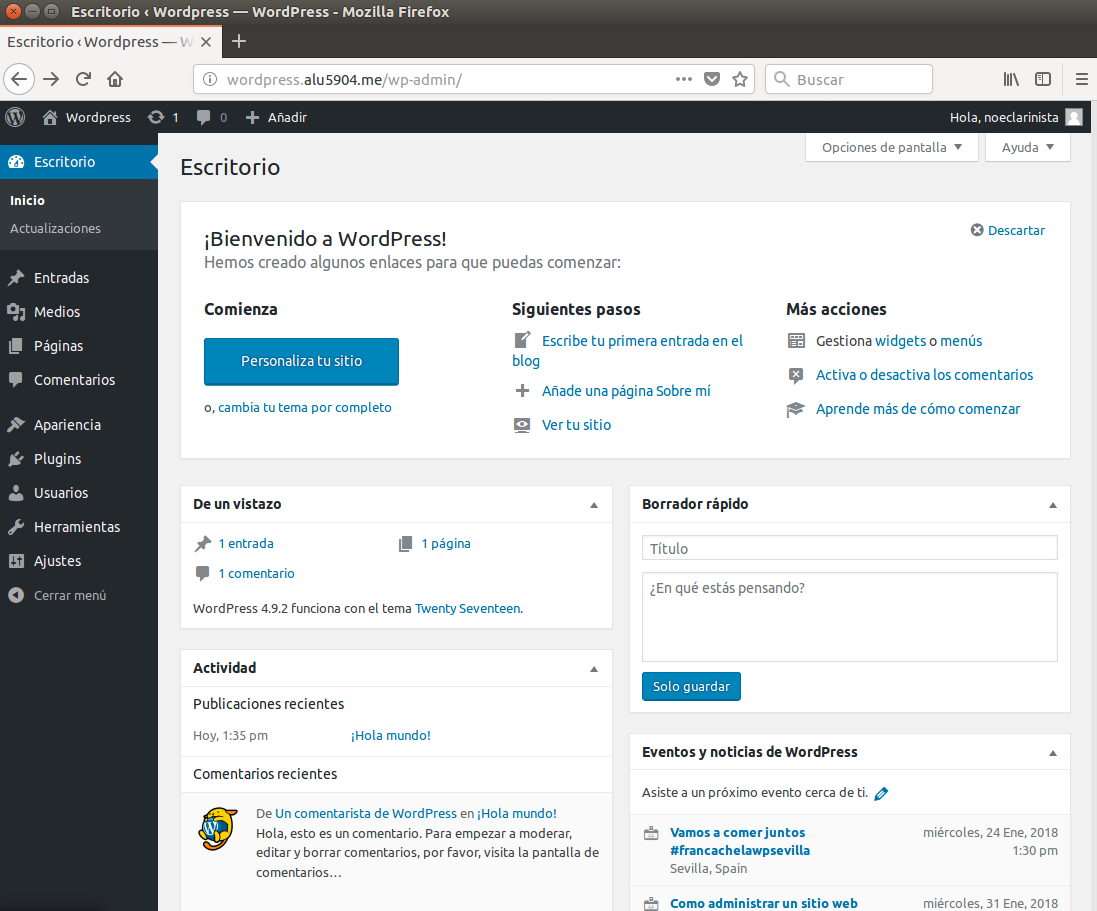 Escritorio ‹ Wordpress — WordPress - Mozilla Firefox
Escritorio ‹ Wordpress — W
wordpress.alu5904.me/wp-admin/
Buscar
Wordpress
1
0
Añadir
Hola, noeclarinista
Escritorio
Inicio
Actualizaciones
Entradas
Medios
Páginas
Comentarios
Apariencia
Plugins
Usuarios
Herramientas
Ajustes
Cerrar menú
Opciones de pantalla
Ayuda
Escritorio
¡Bienvenido a WordPress!
Descartar
Hemos creado algunos enlaces para que puedas comenzar:
Comienza
Personaliza tu sitio
o, cambia tu tema por completo
Siguientes pasos
Escribe tu primera entrada en el
blog
Añade una página Sobre mí
Ver tu sitio
Más acciones
Gestiona widgets o menús
Activa o desactiva los comentarios
Aprende más de cómo comenzar
De un vistazo
1 entrada
1 página
1 comentario
WordPress 4.9.2 funciona con el tema Twenty Seventeen.
Actividad
Publicaciones recientes
Hoy, 1:35 pm
¡Hola mundo!
Comentarios recientes
De Un comentarista de WordPress en ¡Hola mundo!
Hola, esto es un comentario. Para empezar a moderar,
editar y borrar comentarios, por favor, visita la pantalla de
comentarios…
Borrador rápido
Título
¿En qué estás pensando?
Solo guardar
Eventos y noticias de WordPress
Asiste a un próximo evento cerca de ti.
Vamos a comer juntos
#francachelawpsevilla
Sevilla, Spain
miércoles, 24 Ene, 2018
1:30 pm
Como administrar un sitio web
miércoles, 31 Ene, 2018